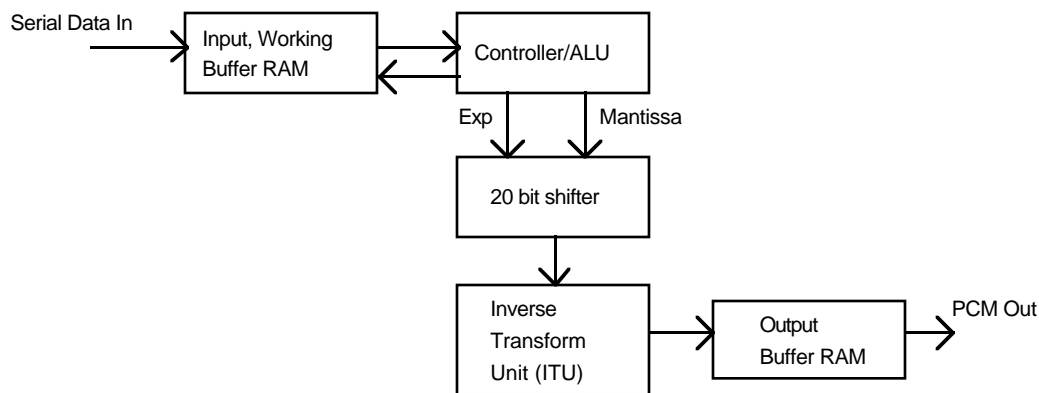 Serial Data In
Input, Working
Buffer RAM
Controller/ALU
Exp
Mantissa
20 bit shifter
Inverse
Transform
Unit (ITU)
Output
Buffer RAM
PCM Out